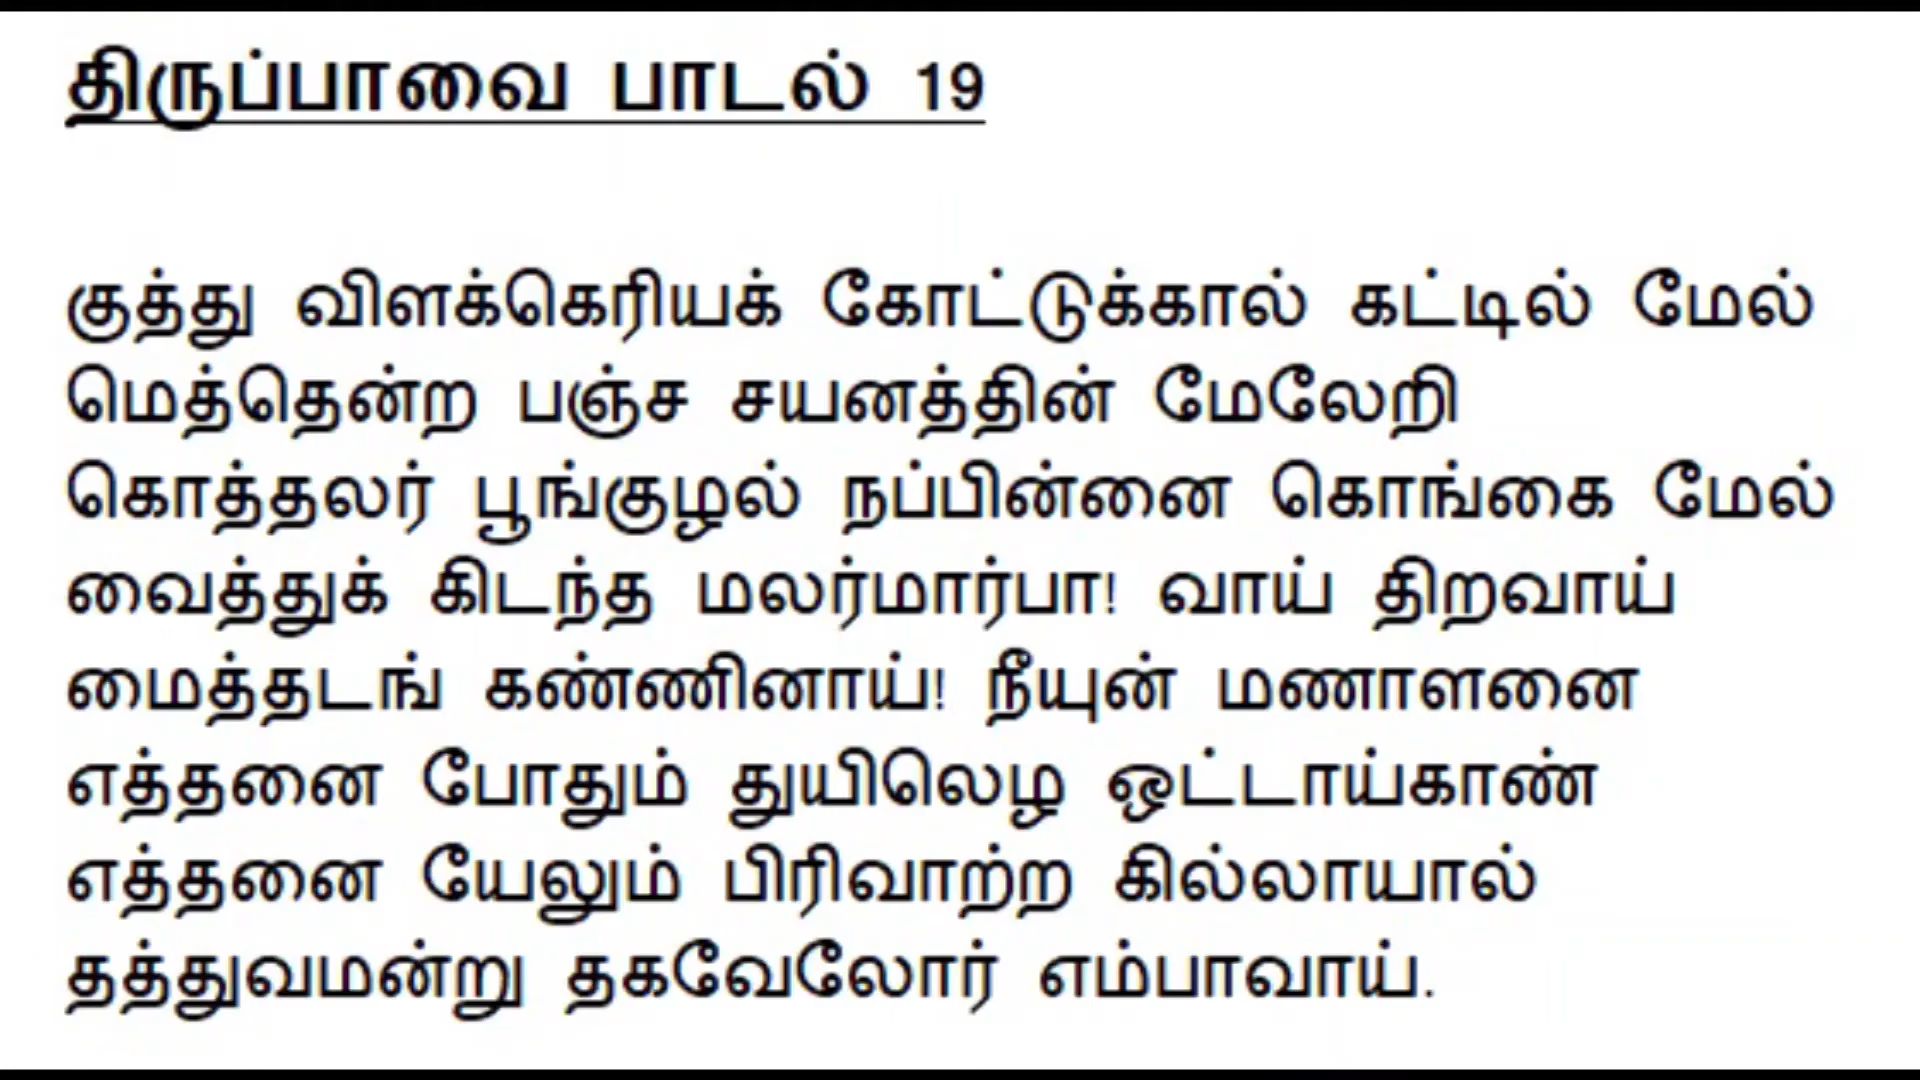 திருப்பாவை பாடல் 19
குத்து விளக்கெரியக் கோட்டுக்கால் கட்டில் மேல்
மெத்தென்ற பஞ்ச சயனத்தின் மேலேறி
கொத்தலர் பூங்குழல் நப்பின்னை கொங்கை மேல்
வைத்துக் கிடந்த மலர்மார்பா! வாய் திறவாய்
மைத்தடங் கண்ணினாய்! நீயுன் மணாளனை
எத்தனை போதும் துயிலெழ ஒட்டாய்காண்
எத்தனை யேலும் பிரிவாற்ற கில்லாயால்
தத்துவமன்று தகவேலோர் எம்பாவாய்.